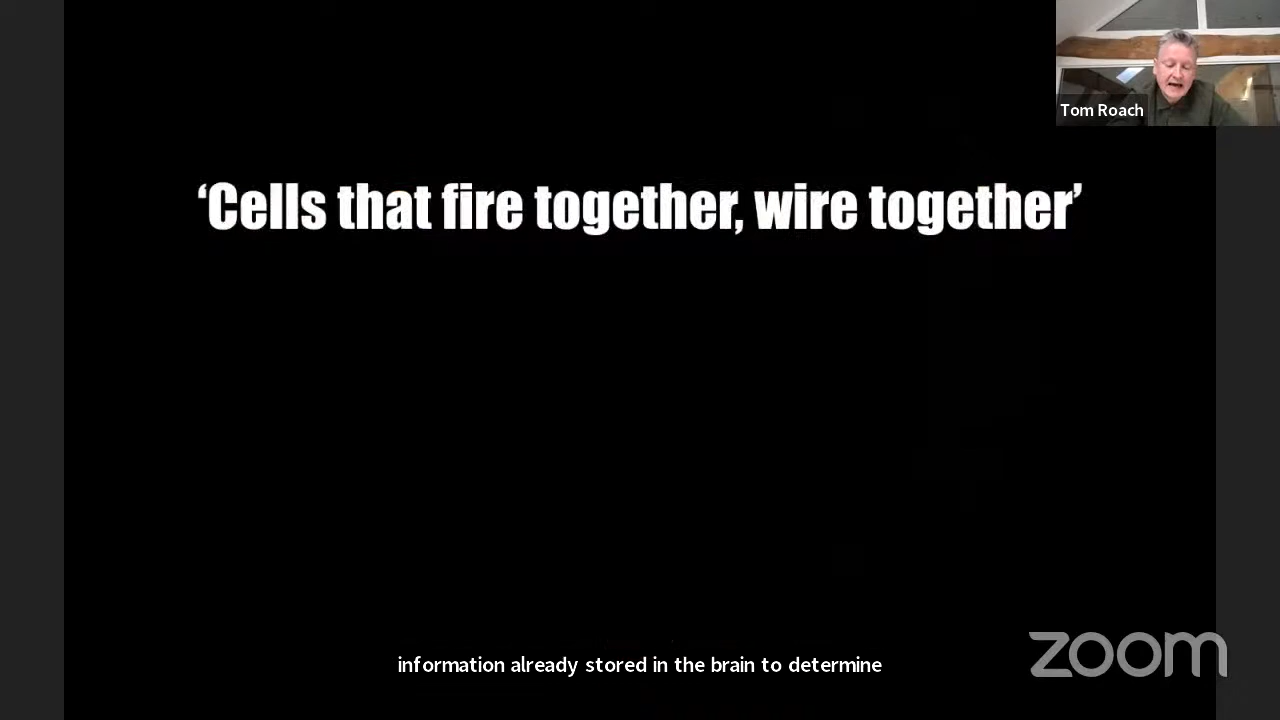 Tom Roach
‘Cells that fire together, wire together’
information already stored in the brain to determine
zoom